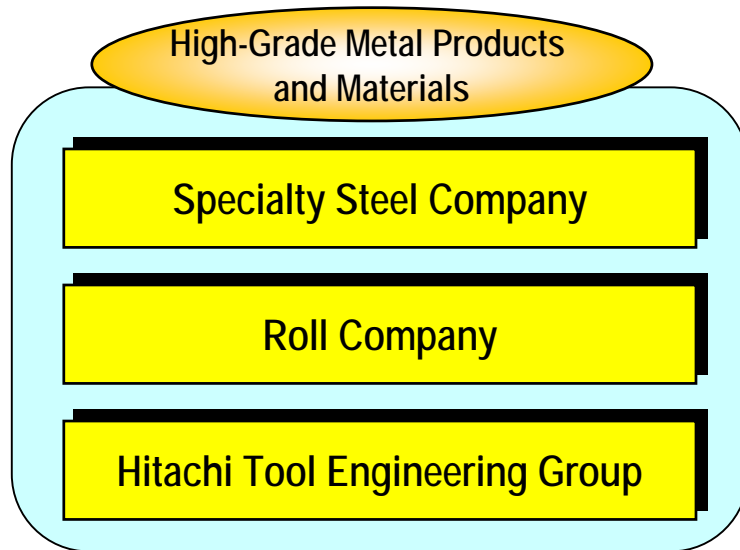 High-Grade Metal Products
and Materials
Specialty Steel Company
Roll Company
Hitachi Tool Engineering Group